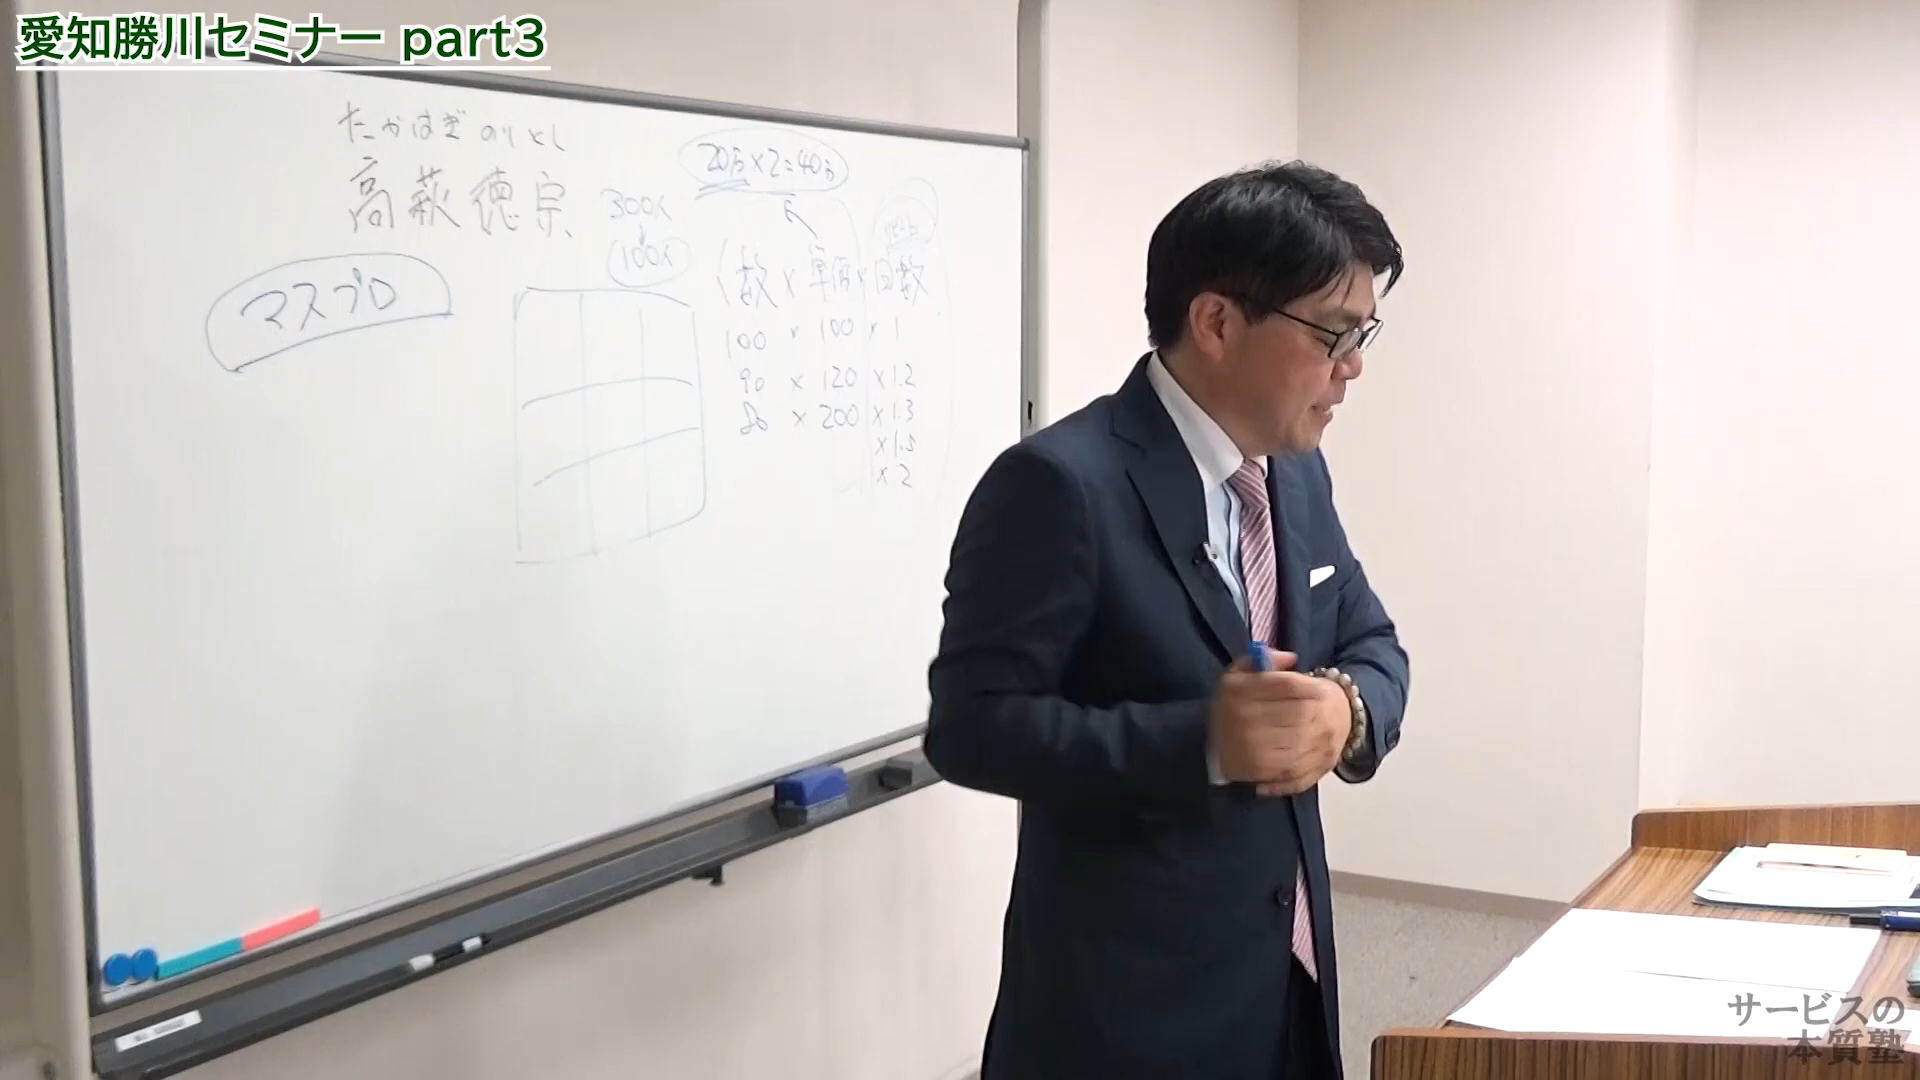 愛知勝川セミナー part3
たかはぎ のりとし
高萩 徳宗
20万×2=40万
300人
100人
マスプロ
人数 × 単価 × 回数
100 × 100 × 1
90 × 120 × 1.2
80 × 200 × 1.3
× 1.5
× 2
サービスの
本質塾